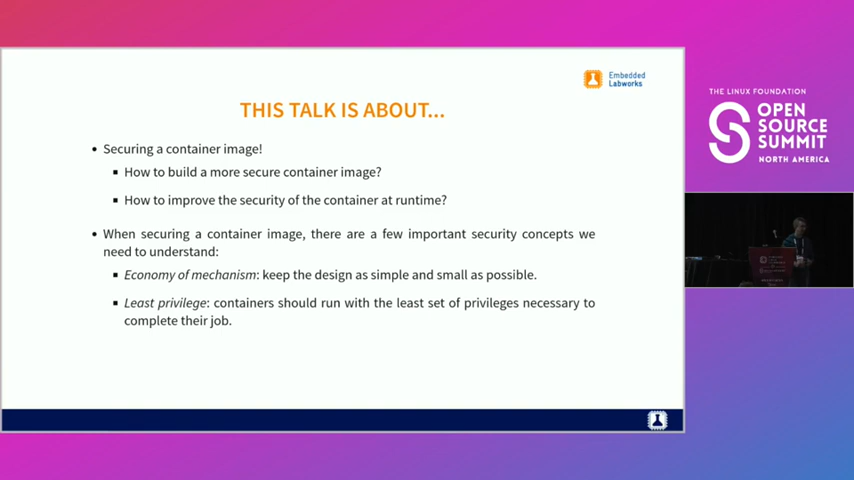 Embedded
Labworks
THIS TALK IS ABOUT...
• Securing a container image!
▪ How to build a more secure container image?
▪ How to improve the security of the container at runtime?
• When securing a container image, there are a few important security concepts we
need to understand:
▪ Economy of mechanism: keep the design as simple and small as possible.
▪ Least privilege: containers should run with the least set of privileges necessary to
complete their job.
THE LINUX FOUNDATION
OPEN
SOURCE
SUMMIT
NORTH AMERICA